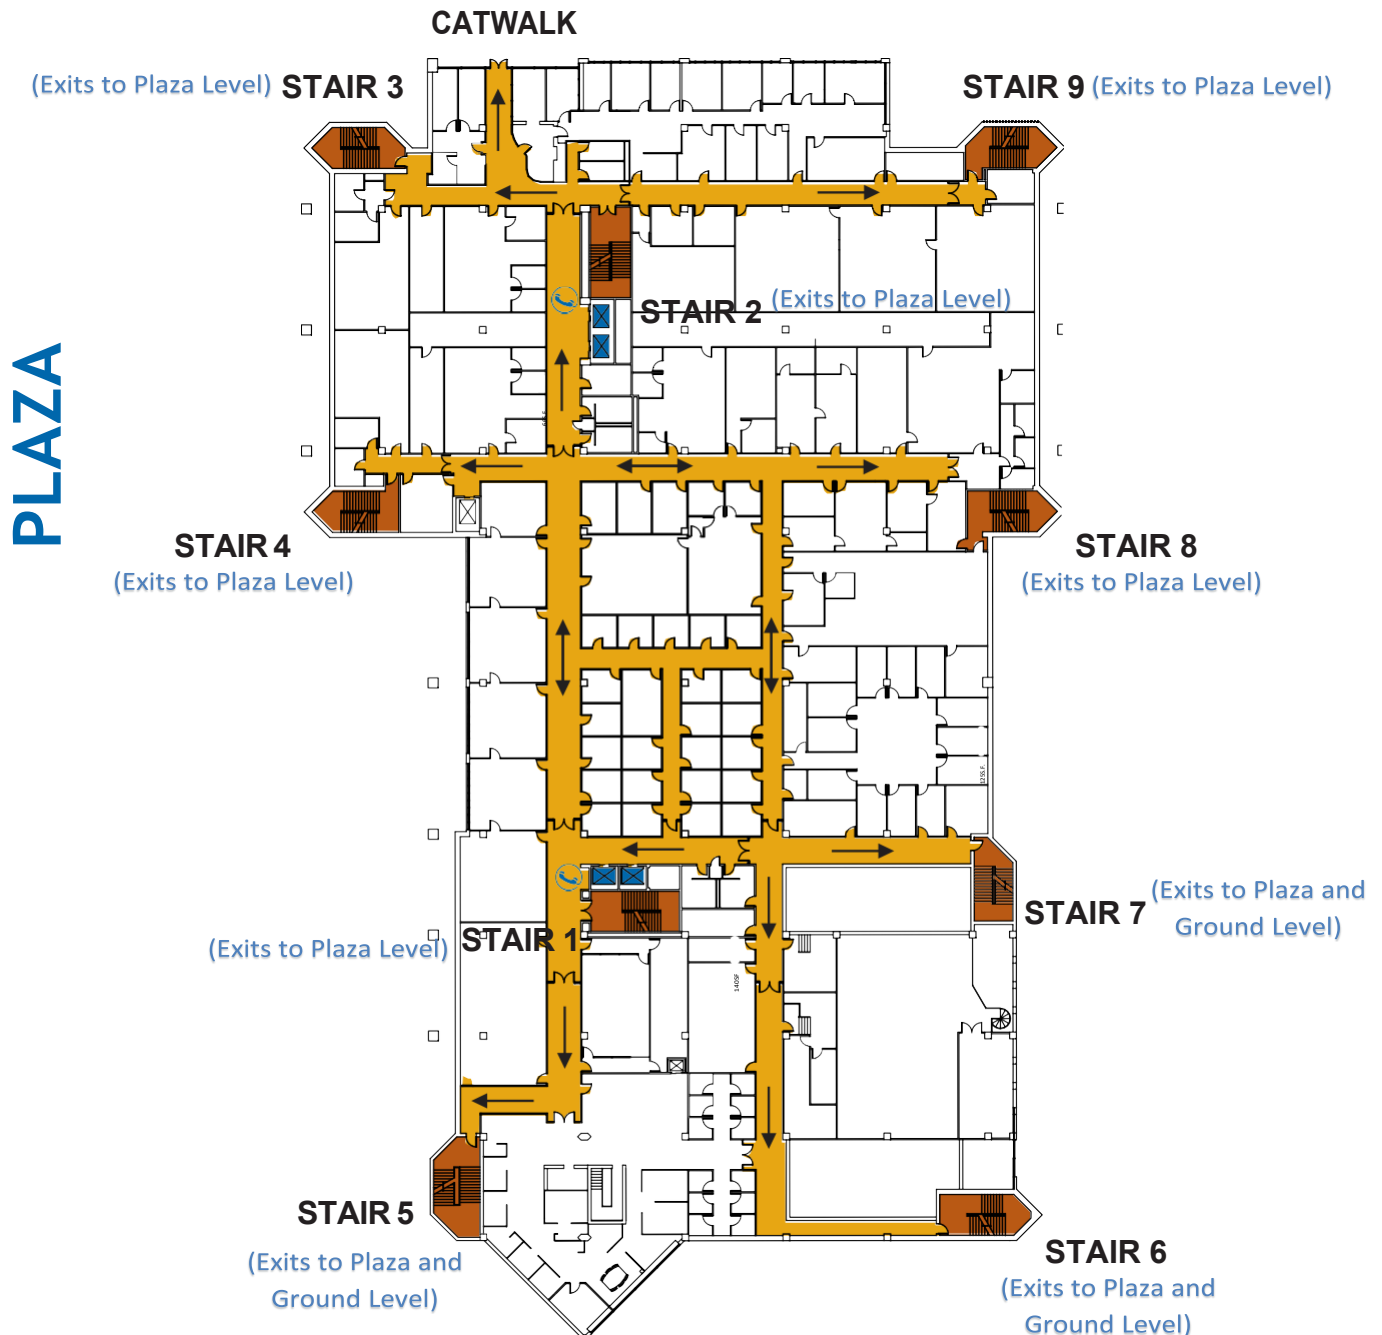 CATWALK
(Exits to Plaza Level) STAIR 3
STAIR 9 (Exits to Plaza Level)
STAIR 2 (Exits to Plaza Level)
PLAZA
STAIR 4
(Exits to Plaza Level)
STAIR 8
(Exits to Plaza Level)
STAIR 7
(Exits to Plaza and
Ground Level)
(Exits to Plaza Level) STAIR 1
140SF
STAIR 5
(Exits to Plaza and
Ground Level)
STAIR 6
(Exits to Plaza and
Ground Level)